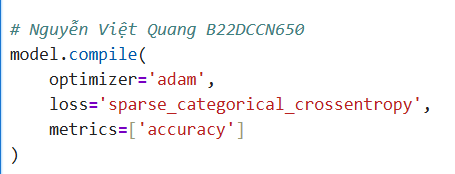 # Nguyễn Việt Quang B22DCCN650
model.compile(
    optimizer='adam',
    loss='sparse_categorical_crossentropy',
    metrics=['accuracy']
)